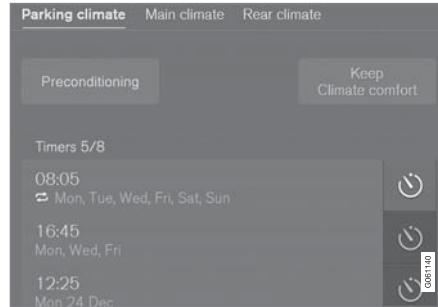 Parking climate Main climate Rear climate
Preconditioning
Keep
Climate comfort
Timers 5/8
08:05
Mon, Tue, Wed, Fri, Sat, Sun
16:45
Mon, Wed, Fri
12:25
Mon 24 Dec
G061140